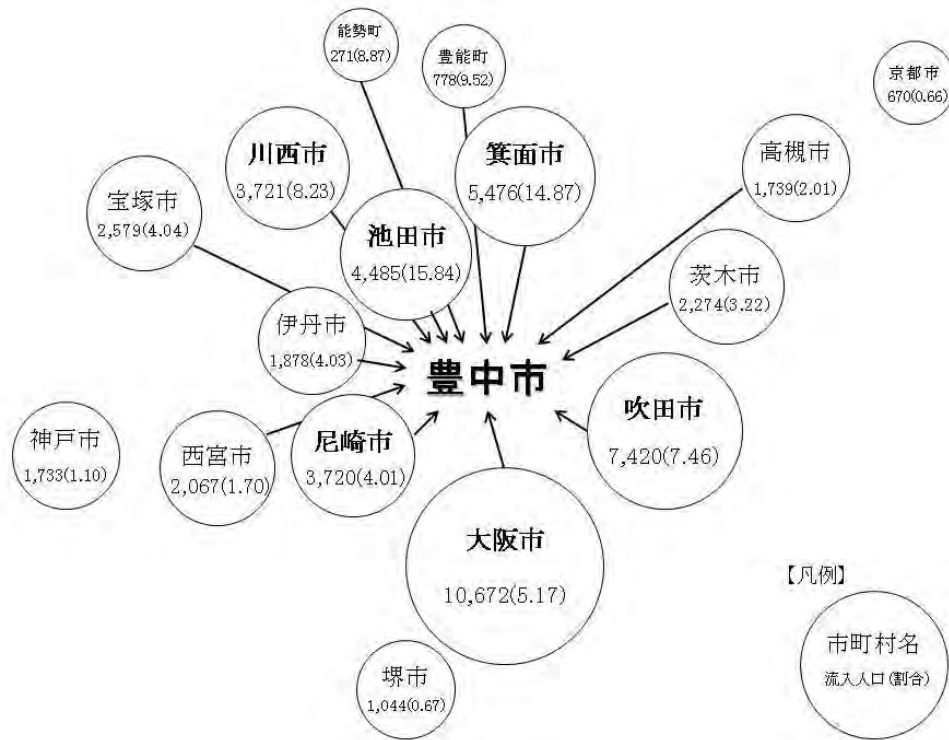 能勢町
271(8.87)
豊能町
778(9.52)
京都市
670(0.66)
川西市
3,721(8.23)
箕面市
5,476(14.87)
高槻市
1,739(2.01)
宝塚市
2,579(4.04)
池田市
4,485(15.84)
茨木市
2,274(3.22)
伊丹市
1,878(4.03)
豊中市
吹田市
7,420(7.46)
神戸市
1,733(1.10)
西宮市
2,067(1.70)
尼崎市
3,720(4.01)
大阪市
10,672(5.17)
堺市
1,044(0.67)
【凡例】
市町村名
流入人口(割合)